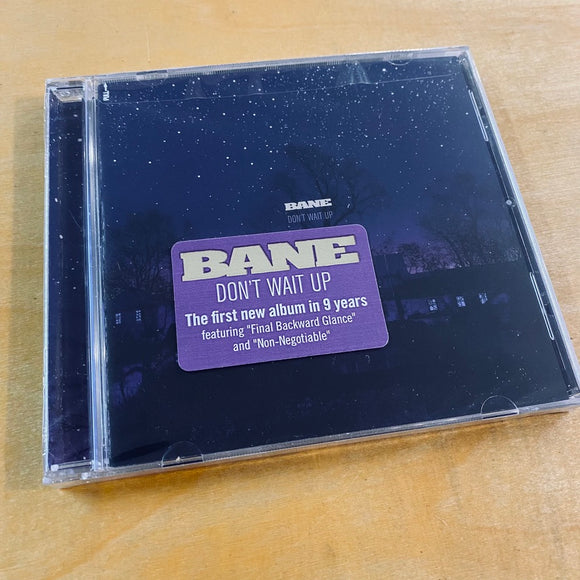 PULL
BANE
DON'T WAIT UP
BANE
DON'T WAIT UP
The first new album in 9 years
featuring "Final Backward Glance"
and "Non-Negotiable"